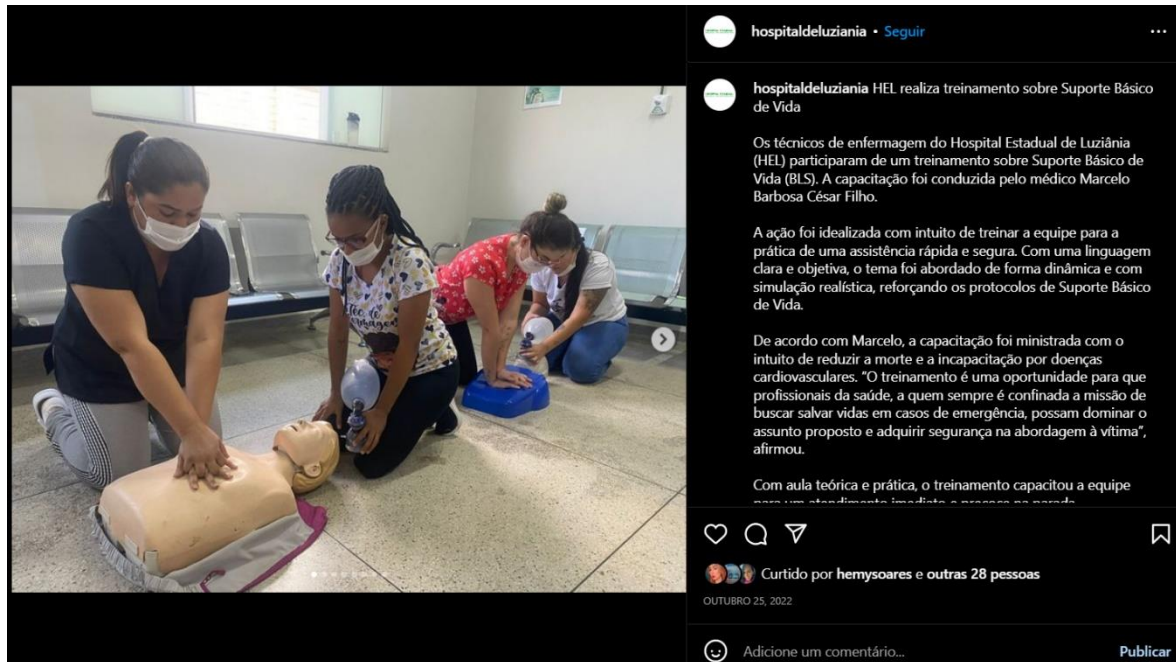 hospitaldeluziania • Seguir
hospitaldeluziania HEL realiza treinamento sobre Suporte Básico
de Vida
Os técnicos de enfermagem do Hospital Estadual de Luziânia
(HEL) participaram de um treinamento sobre Suporte Básico de
Vida (BLS). A capacitação foi conduzida pelo médico Marcelo
Barbosa César Filho.
A ação foi idealizada com intuito de treinar a equipe para a
prática de uma assistência rápida e segura. Com uma linguagem
clara e objetiva, o tema foi abordado de forma dinâmica e com
simulação realística, reforçando os protocolos de Suporte Básico
de Vida.
De acordo com Marcelo, a capacitação foi ministrada com o
intuito de reduzir a morte e a incapacitação por doenças
cardiovasculares. “O treinamento é uma oportunidade para que
profissionais da saúde, a quem sempre é confinada a missão de
buscar salvar vidas em casos de emergência, possam dominar o
assunto proposto e adquirir segurança na abordagem à vítima”,
afirmou.
Com aula teórica e prática, o treinamento capacitou a equipe
para um atendimento imediato e precoce na parada
Curtido por hemysoares e outras 28 pessoas
OUTUBRO 25, 2022
Adicione um comentário...
Publicar